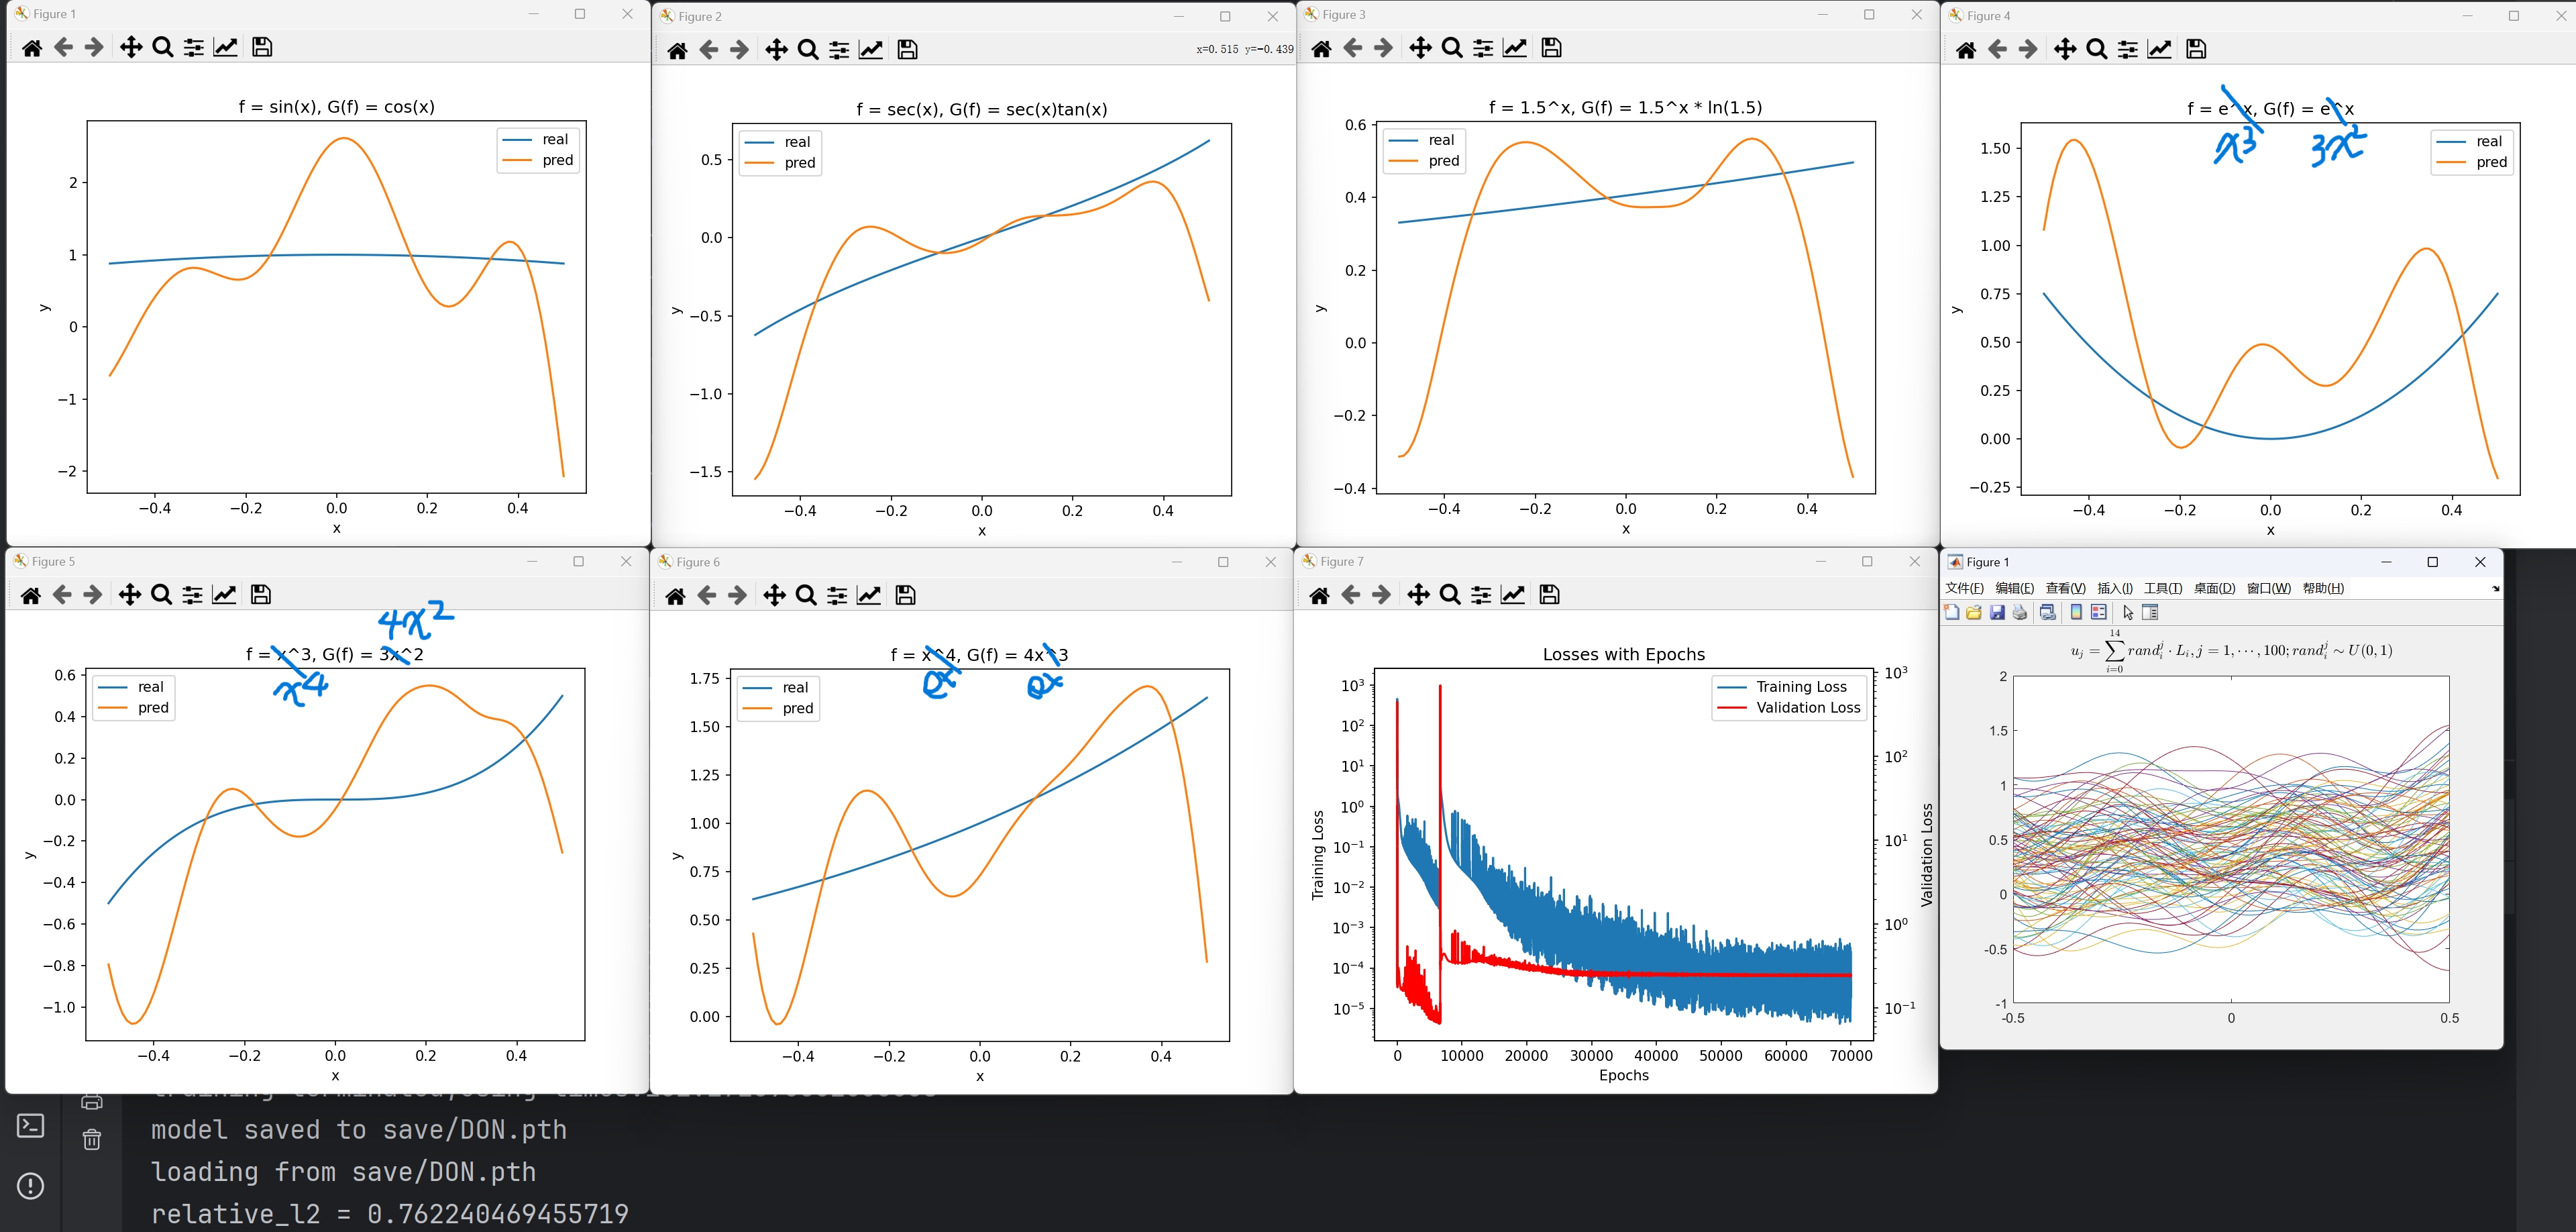 Figure 1
f = sin(x), G(f) = cos(x)
real
pred
2
1
0
−1
−2
y
−0.4 −0.2 0.0 0.2 0.4
x
Figure 2
x=0.515 y=−0.439
f = sec(x), G(f) = sec(x)tan(x)
real
pred
0.5
0.0
−0.5
−1.0
−1.5
y
−0.4 −0.2 0.0 0.2 0.4
x
Figure 3
f = 1.5^x, G(f) = 1.5^x * ln(1.5)
real
pred
0.6
0.4
0.2
0.0
−0.2
−0.4
y
−0.4 −0.2 0.0 0.2 0.4
x
Figure 4
f = e^x, G(f) = e^x
x3 3x2
real
pred
1.50
1.25
1.00
0.75
0.50
0.25
0.00
−0.25
y
−0.4 −0.2 0.0 0.2 0.4
x
Figure 5
4x2
f = x^3, G(f) = 3x^2
x4
real
pred
0.6
0.4
0.2
0.0
−0.2
−0.4
−0.6
−0.8
−1.0
y
−0.4 −0.2 0.0 0.2 0.4
x
Figure 6
f = x^4, G(f) = 4x^3
ex ex
real
pred
1.75
1.50
1.25
1.00
0.75
0.50
0.25
0.00
y
−0.4 −0.2 0.0 0.2 0.4
x
Figure 7
Losses with Epochs
Training Loss
Validation Loss
10^3
10^2
10^1
10^0
10^−1
10^−2
10^−3
10^−4
10^−5
Training Loss
10^3
10^2
10^1
10^0
10^−1
Validation Loss
0 10000 20000 30000 40000 50000 60000 70000
Epochs
Figure 1
文件(F) 编辑(E) 查看(V) 插入(I) 工具(T) 桌面(D) 窗口(W) 帮助(H)
u_j = \sum_{i=0}^{14} rand_i^j · L_i, j = 1, ···, 100; rand_i^j ∼ U(0, 1)
2
1.5
1
0.5
0
-0.5
-1
-0.5 0 0.5
model saved to save/DON.pth
loading from save/DON.pth
relative_l2 = 0.762240469455719